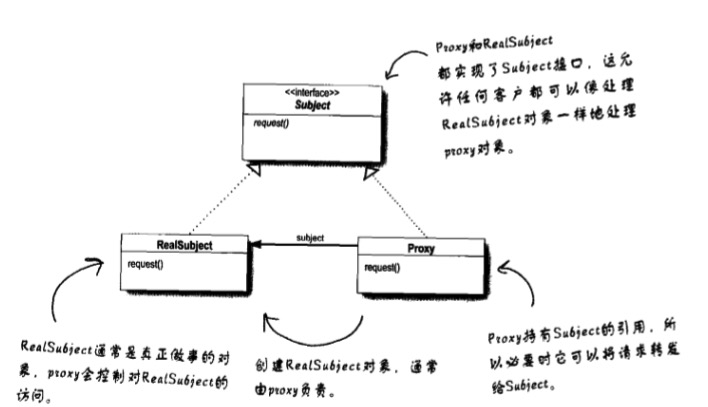 Proxy和RealSubject
都实现了Subject接口，这允
许任何客户都可以像处理
RealSubject对象一样地处理
proxy对象。
<<interface>>
Subject
request()
subject
RealSubject
request()
Proxy
request()
RealSubject通常是真正做事的对
象，proxy会控制对RealSubject的
访问。
创建RealSubject对象，通常
由proxy负责。
Proxy持有Subject的引用，所
以必要时它可以将请求转发
给Subject。